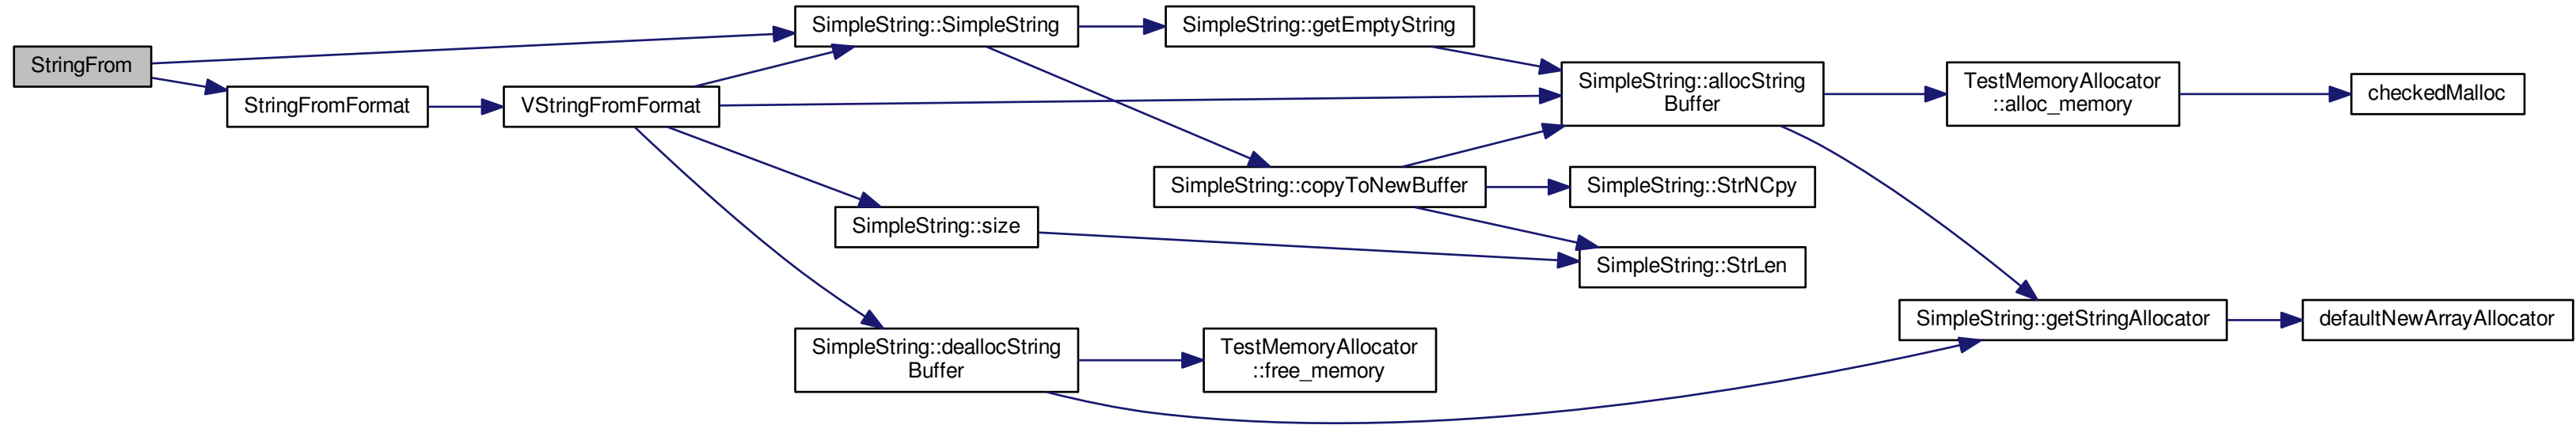 StringFrom
StringFromFormat
VStringFromFormat
SimpleString::SimpleString
SimpleString::getEmptyString
SimpleString::allocString
Buffer
TestMemoryAllocator
::alloc_memory
checkedMalloc
SimpleString::copyToNewBuffer
SimpleString::StrNCpy
SimpleString::size
SimpleString::StrLen
SimpleString::getStringAllocator
defaultNewArrayAllocator
SimpleString::deallocString
Buffer
TestMemoryAllocator
::free_memory